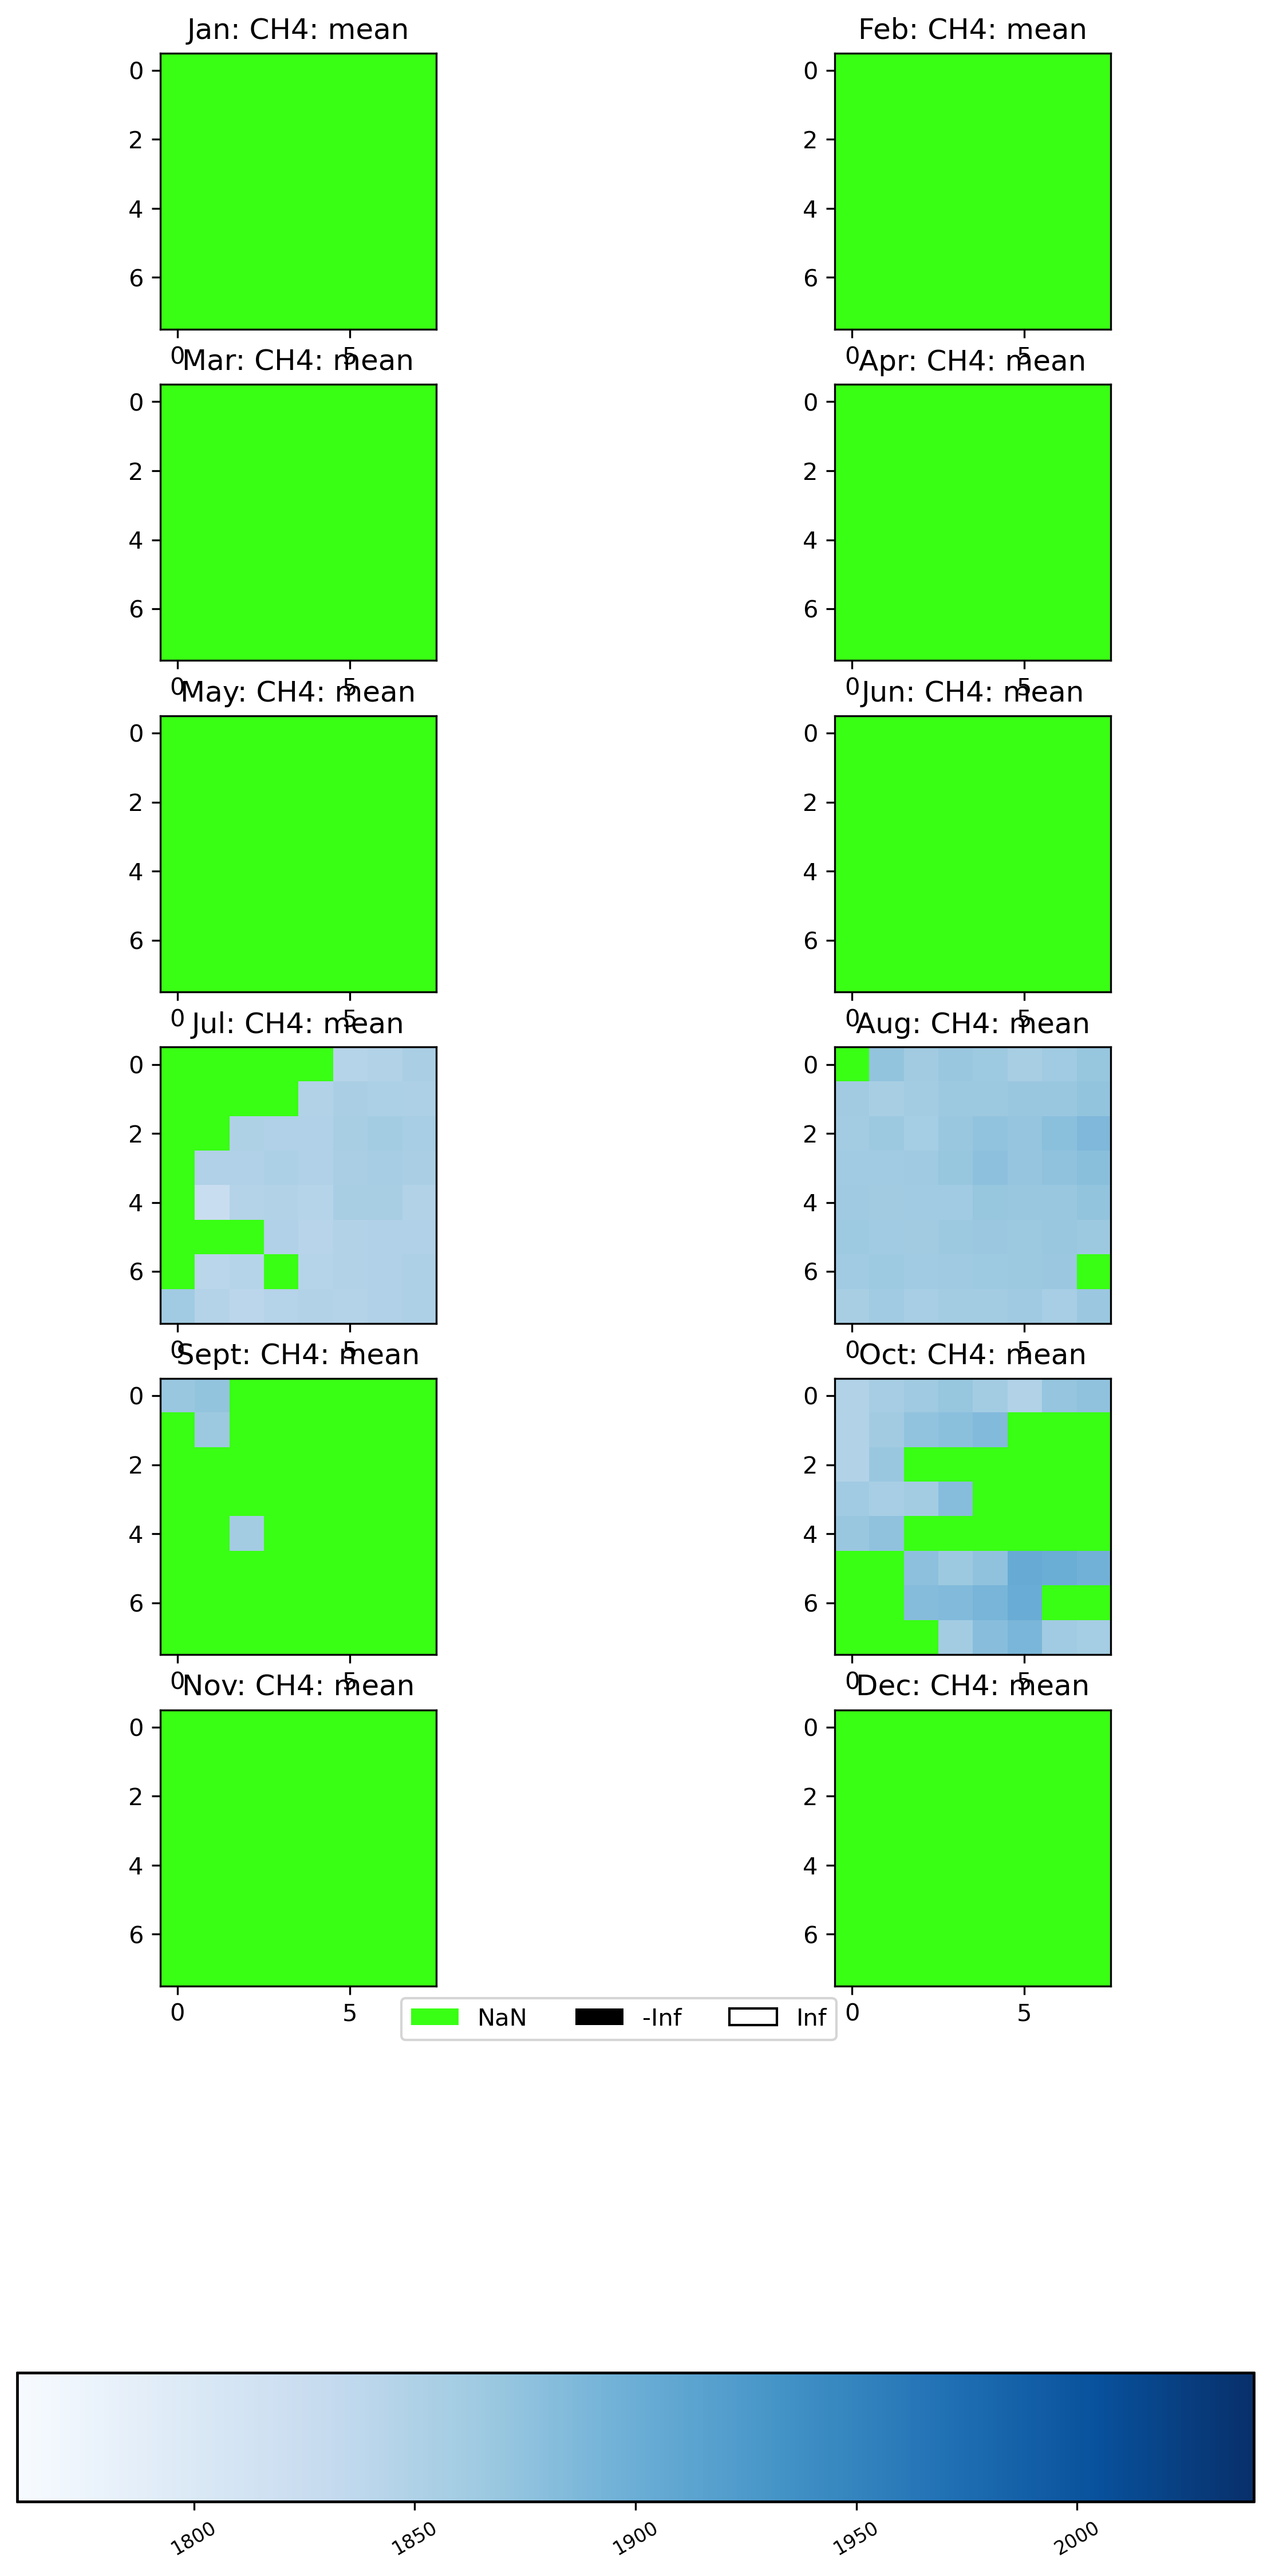 Jan: CH4: mean Feb: CH4: mean
0 0
2 2
4 4
6 6
0 5 0 5
Mar: CH4: mean Apr: CH4: mean
0 0
2 2
4 4
6 6
0 5 0 5
May: CH4: mean Jun: CH4: mean
0 0
2 2
4 4
6 6
0 5 0 5
Jul: CH4: mean Aug: CH4: mean
0 0
2 2
4 4
6 6
0 5 0 5
Sept: CH4: mean Oct: CH4: mean
0 0
2 2
4 4
6 6
0 5 0 5
Nov: CH4: mean Dec: CH4: mean
0 0
2 2
4 4
6 6
0 5 0 5
NaN -Inf Inf
1800 1850 1900 1950 2000